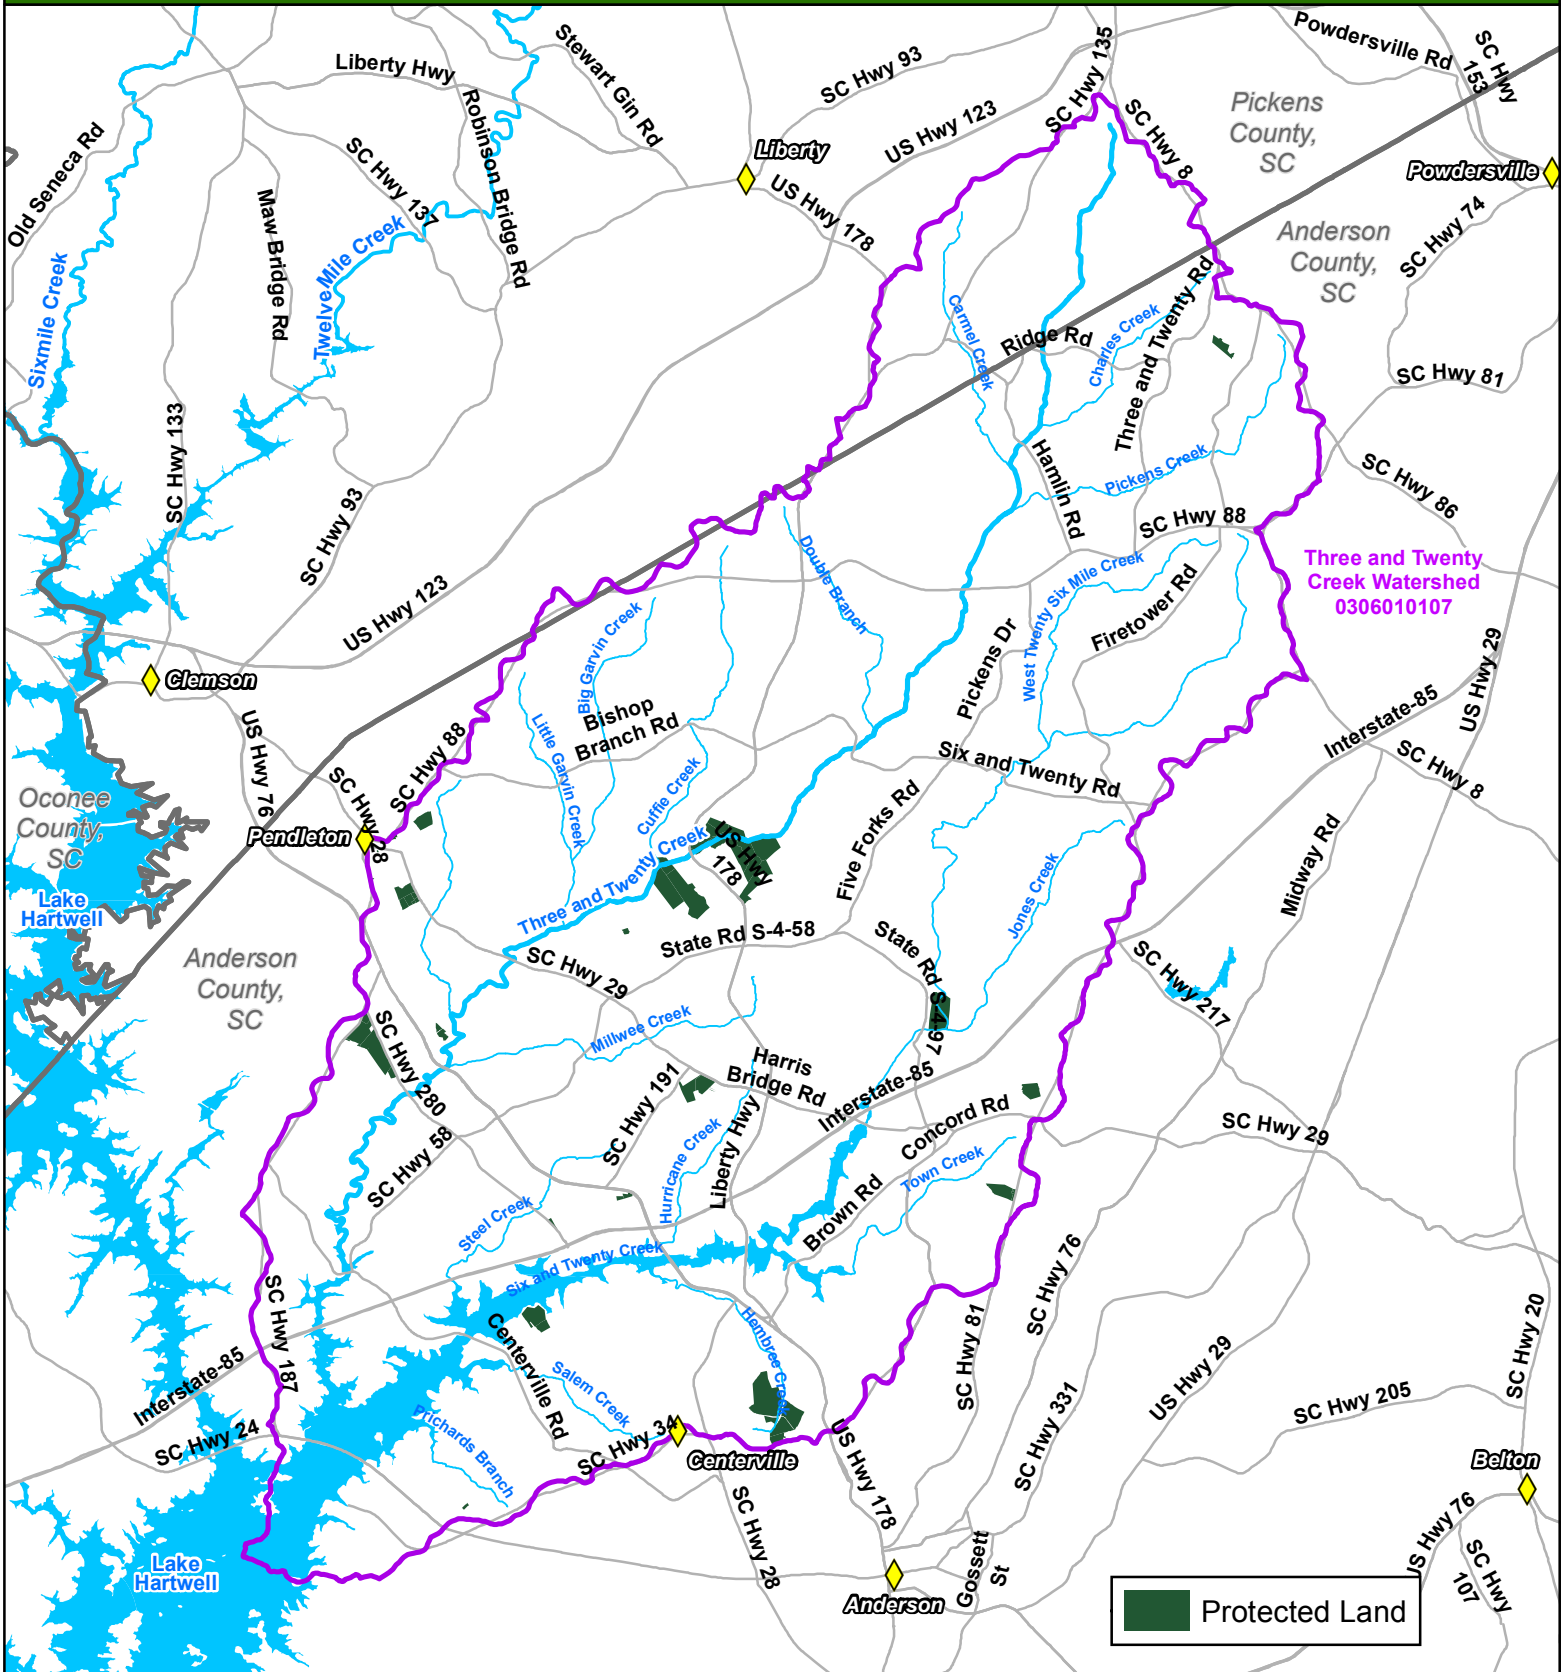 Liberty Hwy
Stewart Gin Rd
SC Hwy 93
SC Hwy 135
Powdersville Rd
SC Hwy
153
Pickens
County,
SC
Robinson Bridge Rd
US Hwy 123
SC Hwy 8
Old Seneca Rd
SC Hwy 137
Liberty
Powdersville
US Hwy 178
Maw Bridge Rd
Twelve Mile Creek
Sixmile Creek
Anderson
County,
SC
SC Hwy 74
Carmel Creek
Ridge Rd
Charles Creek
Three and Twenty Rd
SC Hwy 81
SC Hwy 133
Hamlin Rd
Pickens Creek
SC Hwy 86
SC Hwy 93
SC Hwy 88
Double Branch
West Twenty Six Mile Creek
Firetower Rd
Three and Twenty
Creek Watershed
0306010107
US Hwy 123
Big Garvin Creek
Pickens Dr
US Hwy 29
Clemson
Bishop
Branch Rd
Little Garvin Creek
US Hwy 76
SC Hwy 88
SC Hwy 28
Interstate-85
SC Hwy 8
Six and Twenty Rd
Cuffie Creek
Oconee
County,
SC
Pendleton
US Hwy
178
Five Forks Rd
Midway Rd
Lake
Hartwell
Three and Twenty Creek
Jones Creek
State Rd S-4-58
State Rd S-4-97
Anderson
County,
SC
SC Hwy 29
SC Hwy 217
SC Hwy 280
Millwee Creek
Harris
Bridge Rd
SC Hwy 191
Interstate-85
Concord Rd
SC Hwy 29
SC Hwy 58
Hurricane Creek
Liberty Hwy
Town Creek
Brown Rd
Steel Creek
Six and Twenty Creek
SC Hwy 76
SC Hwy 187
Centerville Rd
Hembree Creek
SC Hwy 81
SC Hwy 20
Interstate-85
Salem Creek
US Hwy 29
SC Hwy 205
SC Hwy 331
Prichards Branch
SC Hwy 24
SC Hwy 34
Centerville
US Hwy 178
Belton
SC Hwy 28
US Hwy 76
SC Hwy
107
Gossett
St
Lake
Hartwell
Anderson
Protected Land